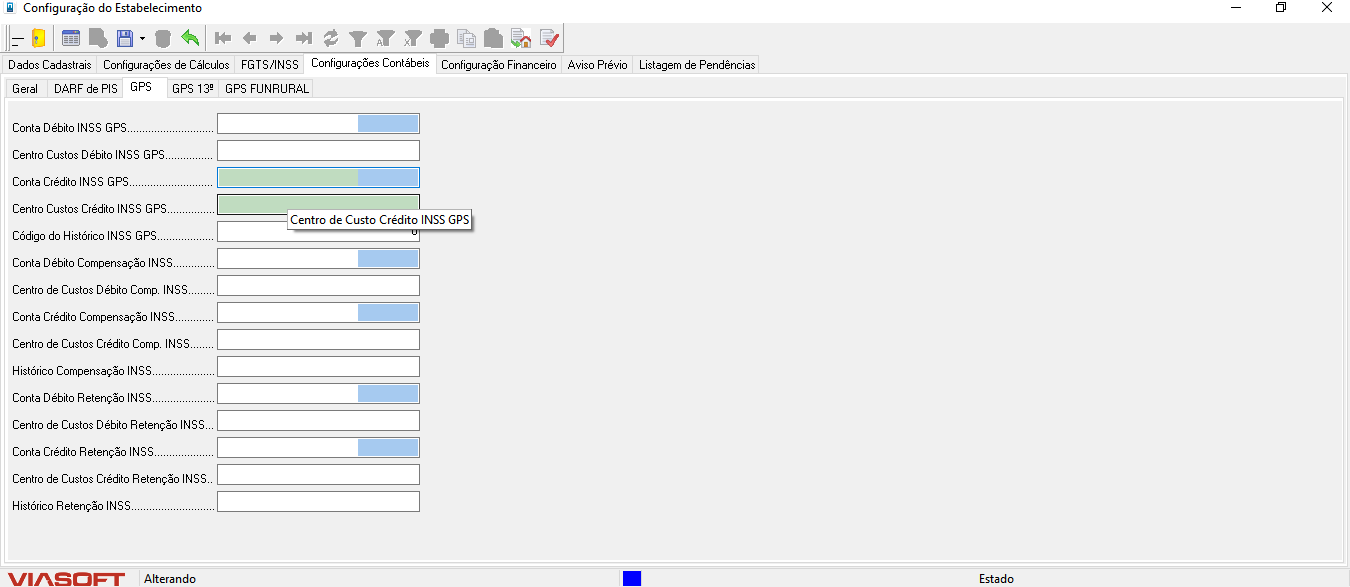 Configuração do Estabelecimento
Dados Cadastrais Configurações de Cálculos FGTS/INSS Configurações Contábeis Configuração Financeiro Aviso Prévio Listagem de Pendências
Geral DARF de PIS GPS GPS 13º GPS FUNRURAL
Conta Débito INSS GPS.............................
Centro Custos Débito INSS GPS................
Conta Crédito INSS GPS............................
Centro Custos Crédito INSS GPS................
Centro de Custo Crédito INSS GPS
Código do Histórico INSS GPS................... 0
Conta Débito Compensação INSS..............
Centro de Custos Débito Comp. INSS.........
Conta Crédito Compensação INSS.............
Centro de Custos Crédito Comp. INSS........
Histórico Compensação INSS.....................
Conta Débito Retenção INSS.....................
Centro de Custos Débito Retenção INSS...
Conta Crédito Retenção INSS....................
Centro de Custos Crédito Retenção INSS..
Histórico Retenção INSS............................
VIASOFT Alterando Estado